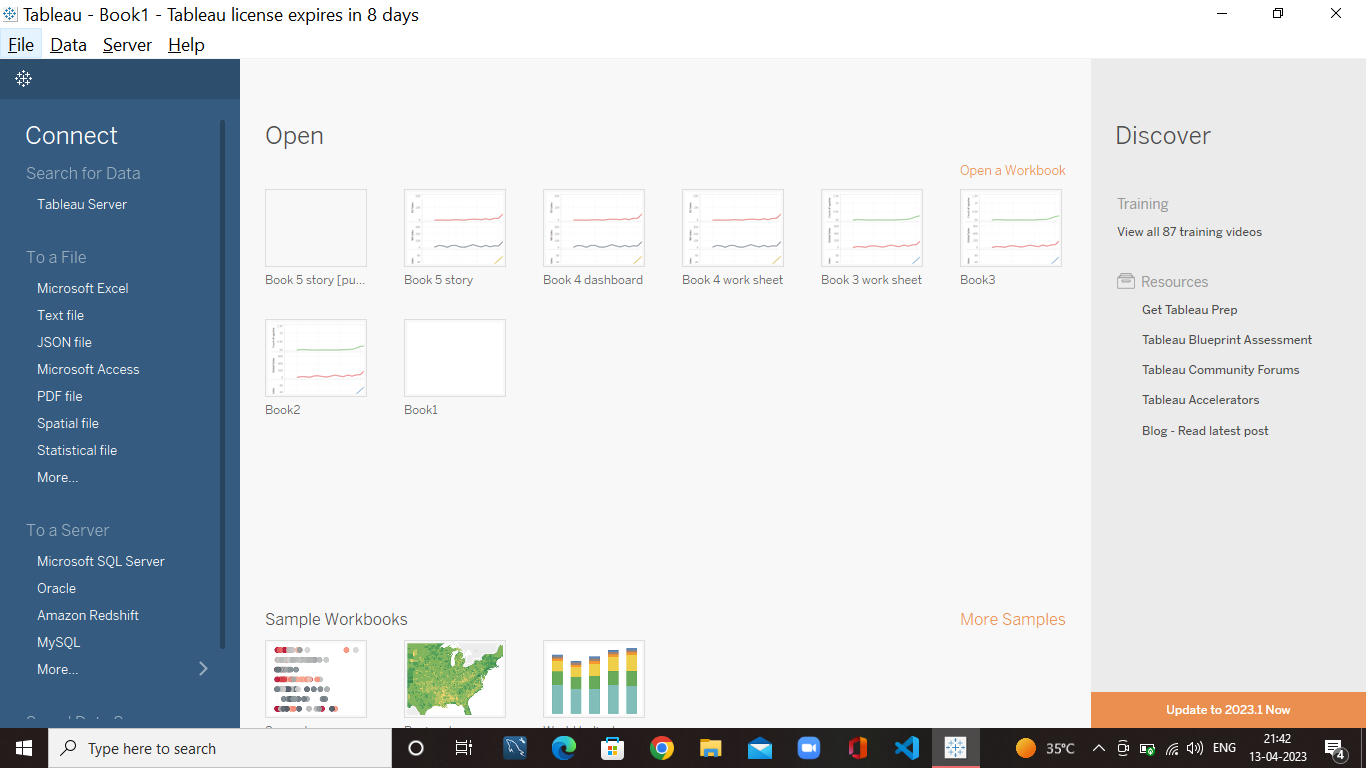 Tableau - Book1 - Tableau license expires in 8 days
File Data Server Help
Connect
Search for Data
Tableau Server
To a File
Microsoft Excel
Text file
JSON file
Microsoft Access
PDF file
Spatial file
Statistical file
More...
To a Server
Microsoft SQL Server
Oracle
Amazon Redshift
MySQL
More...
Open
Open a Workbook
Book 5 story [pu... Book 5 story Book 4 dashboard Book 4 work sheet Book 3 work sheet Book3
Book2 Book1
Sample Workbooks
More Samples
Discover
Training
View all 87 training videos
Resources
Get Tableau Prep
Tableau Blueprint Assessment
Tableau Community Forums
Tableau Accelerators
Blog - Read latest post
Update to 2023.1 Now
Type here to search
35°C
ENG
21:42
13-04-2023
4